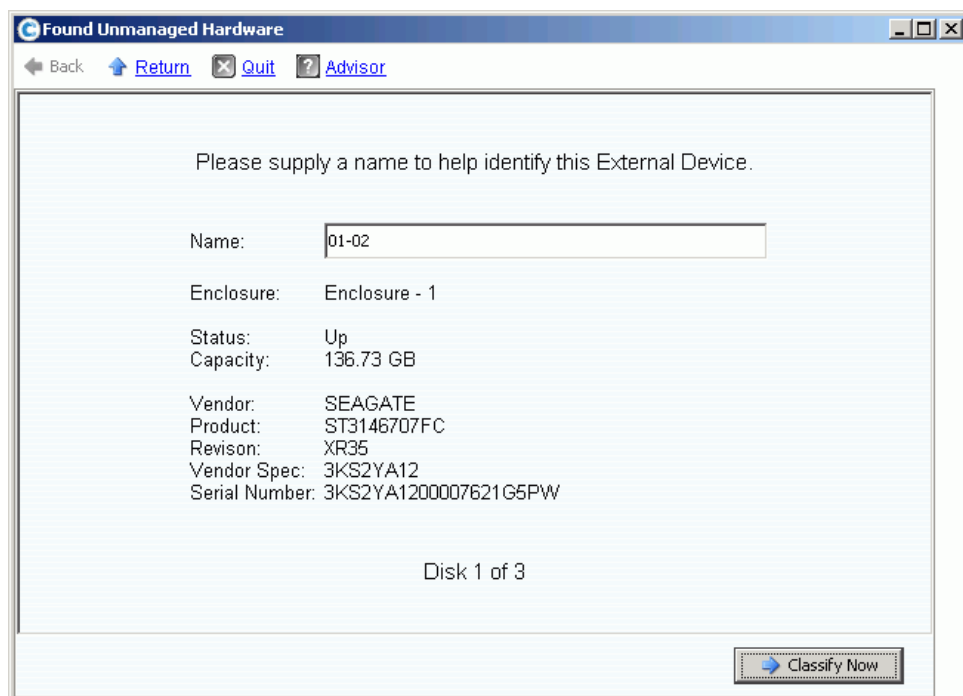 Found Unmanaged Hardware
Back Return Quit Advisor
Please supply a name to help identify this External Device.
Name: 01-02
Enclosure: Enclosure - 1
Status: Up
Capacity: 136.73 GB
Vendor: SEAGATE
Product: ST3146707FC
Revison: XR35
Vendor Spec: 3KS2YA12
Serial Number: 3KS2YA1200007621G5PW
Disk 1 of 3
Classify Now